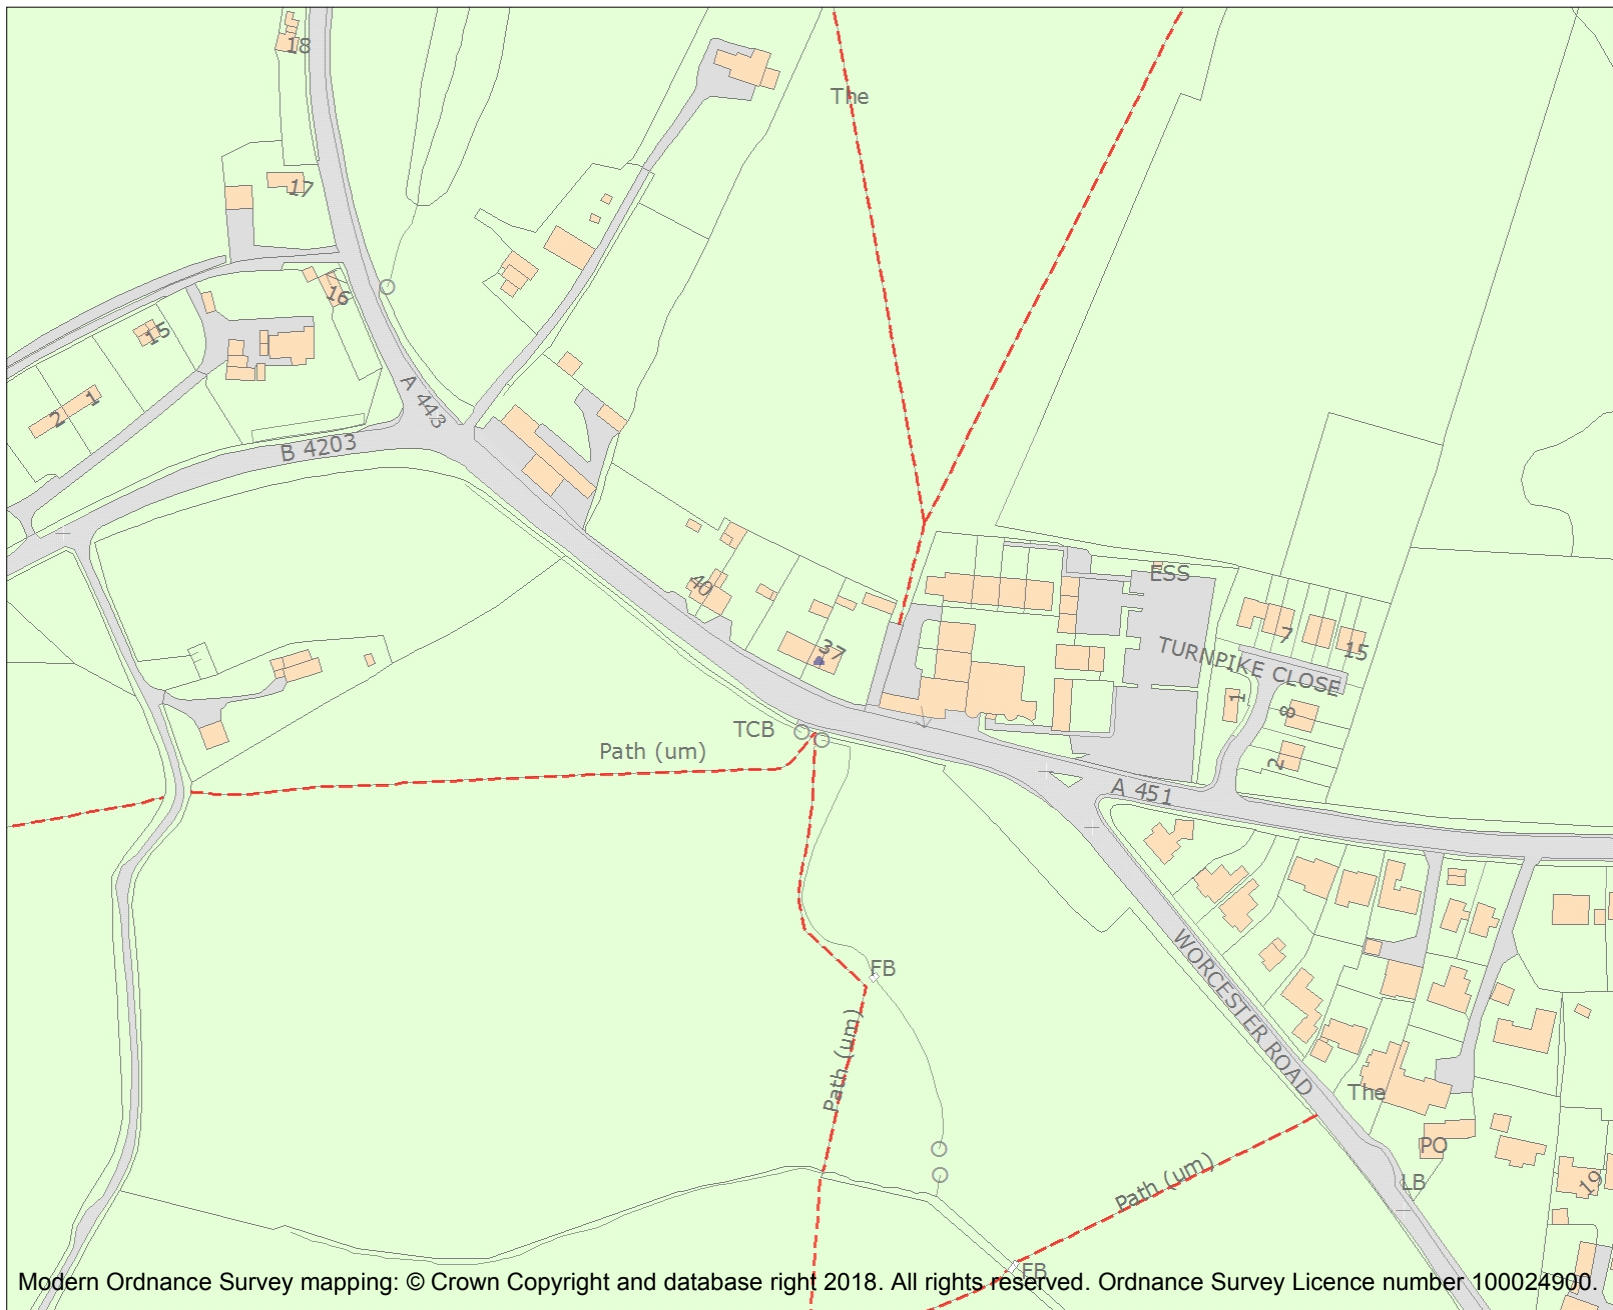 18
The
17
16
15
1
2
A 443
B 4203
ESS
40
7
37
15
TURNPIKE CLOSE
1
8
TCB
Path (um)
2
A 451
FB
WORCESTER ROAD
Path (um)
The
PO
Path (um)
LB
19
FB
Modern Ordnance Survey mapping: © Crown Copyright and database right 2018. All rights reserved. Ordnance Survey Licence number 100024900.